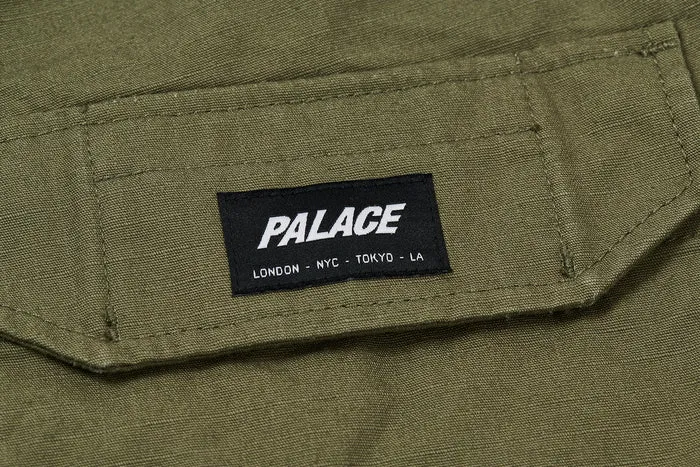 PALACE
LONDON - NYC - TOKYO - LA